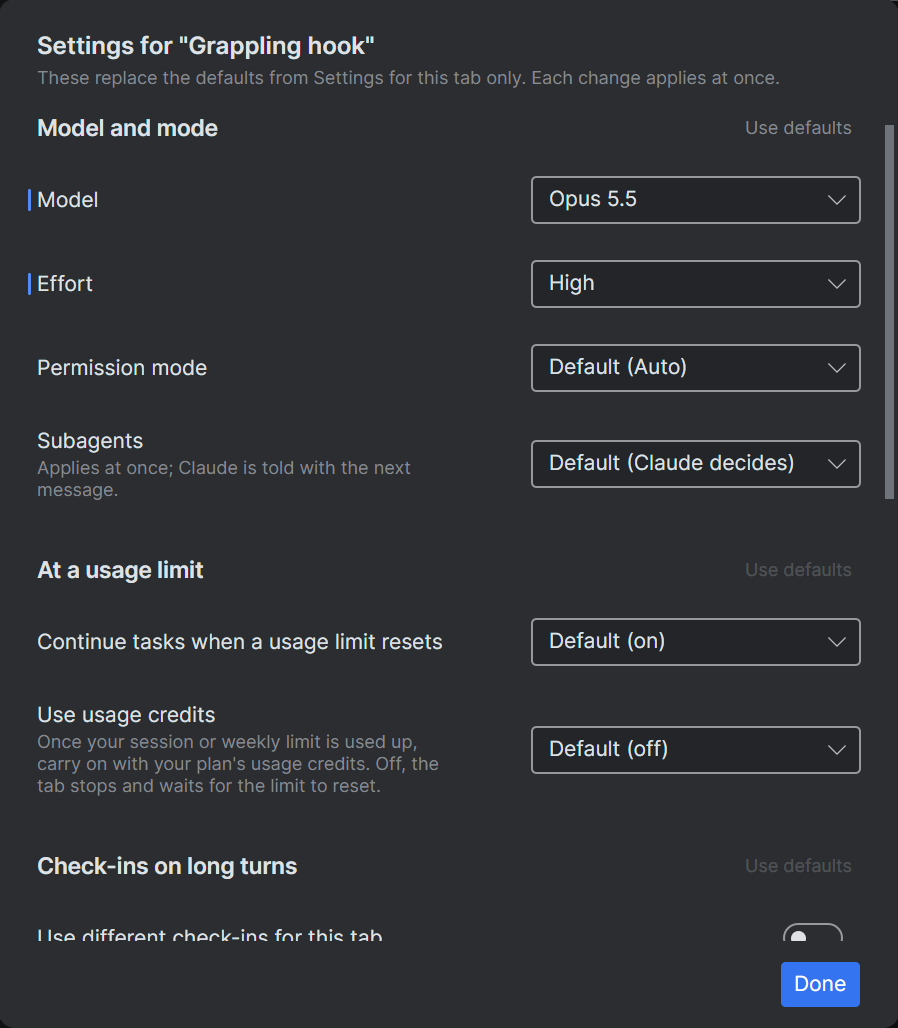 Settings for "Grappling hook"
These replace the defaults from Settings for this tab only. Each change applies at once.
Model and mode
Use defaults
Model
Opus 5.5
Effort
High
Permission mode
Default (Auto)
Subagents
Applies at once; Claude is told with the next
message.
Default (Claude decides)
At a usage limit
Use defaults
Continue tasks when a usage limit resets
Default (on)
Use usage credits
Once your session or weekly limit is used up,
carry on with your plan's usage credits. Off, the
tab stops and waits for the limit to reset.
Default (off)
Check-ins on long turns
Use defaults
Use different check-ins for this tab
Done